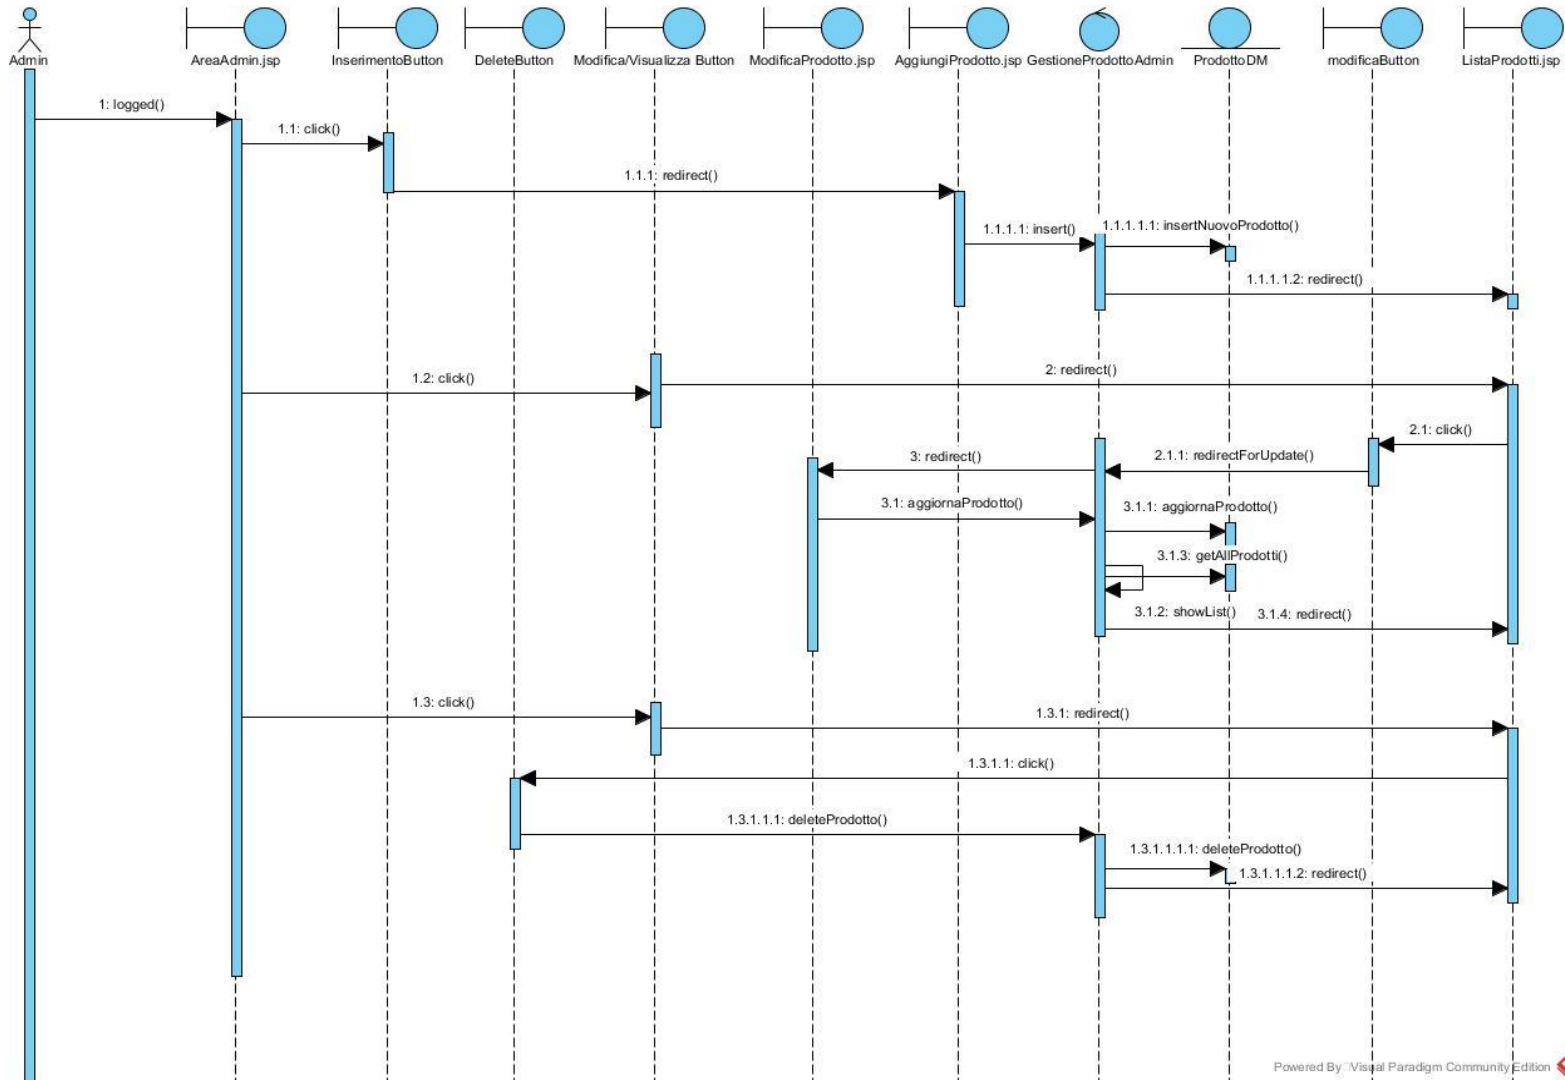 Admin
AreaAdmin.jsp
InserimentoButton
DeleteButton
Modifica/Visualizza Button
ModificaProdotto.jsp
AggiungiProdotto.jsp
GestioneProdottoAdmin
ProdottoDM
modificaButton
ListaProdotti.jsp
1: logged()
1.1: click()
1.1.1: redirect()
1.1.1.1: insert()
1.1.1.1.1: insertNuovoProdotto()
1.1.1.1.2: redirect()
1.2: click()
2: redirect()
2.1: click()
2.1.1: redirectForUpdate()
3: redirect()
3.1: aggiornaProdotto()
3.1.1: aggiornaProdotto()
3.1.3: getAllProdotti()
3.1.2: showList()
3.1.4: redirect()
1.3: click()
1.3.1: redirect()
1.3.1.1: click()
1.3.1.1.1: deleteProdotto()
1.3.1.1.1.1: deleteProdotto()
1.3.1.1.1.2: redirect()
Powered By Visual Paradigm Community Edition